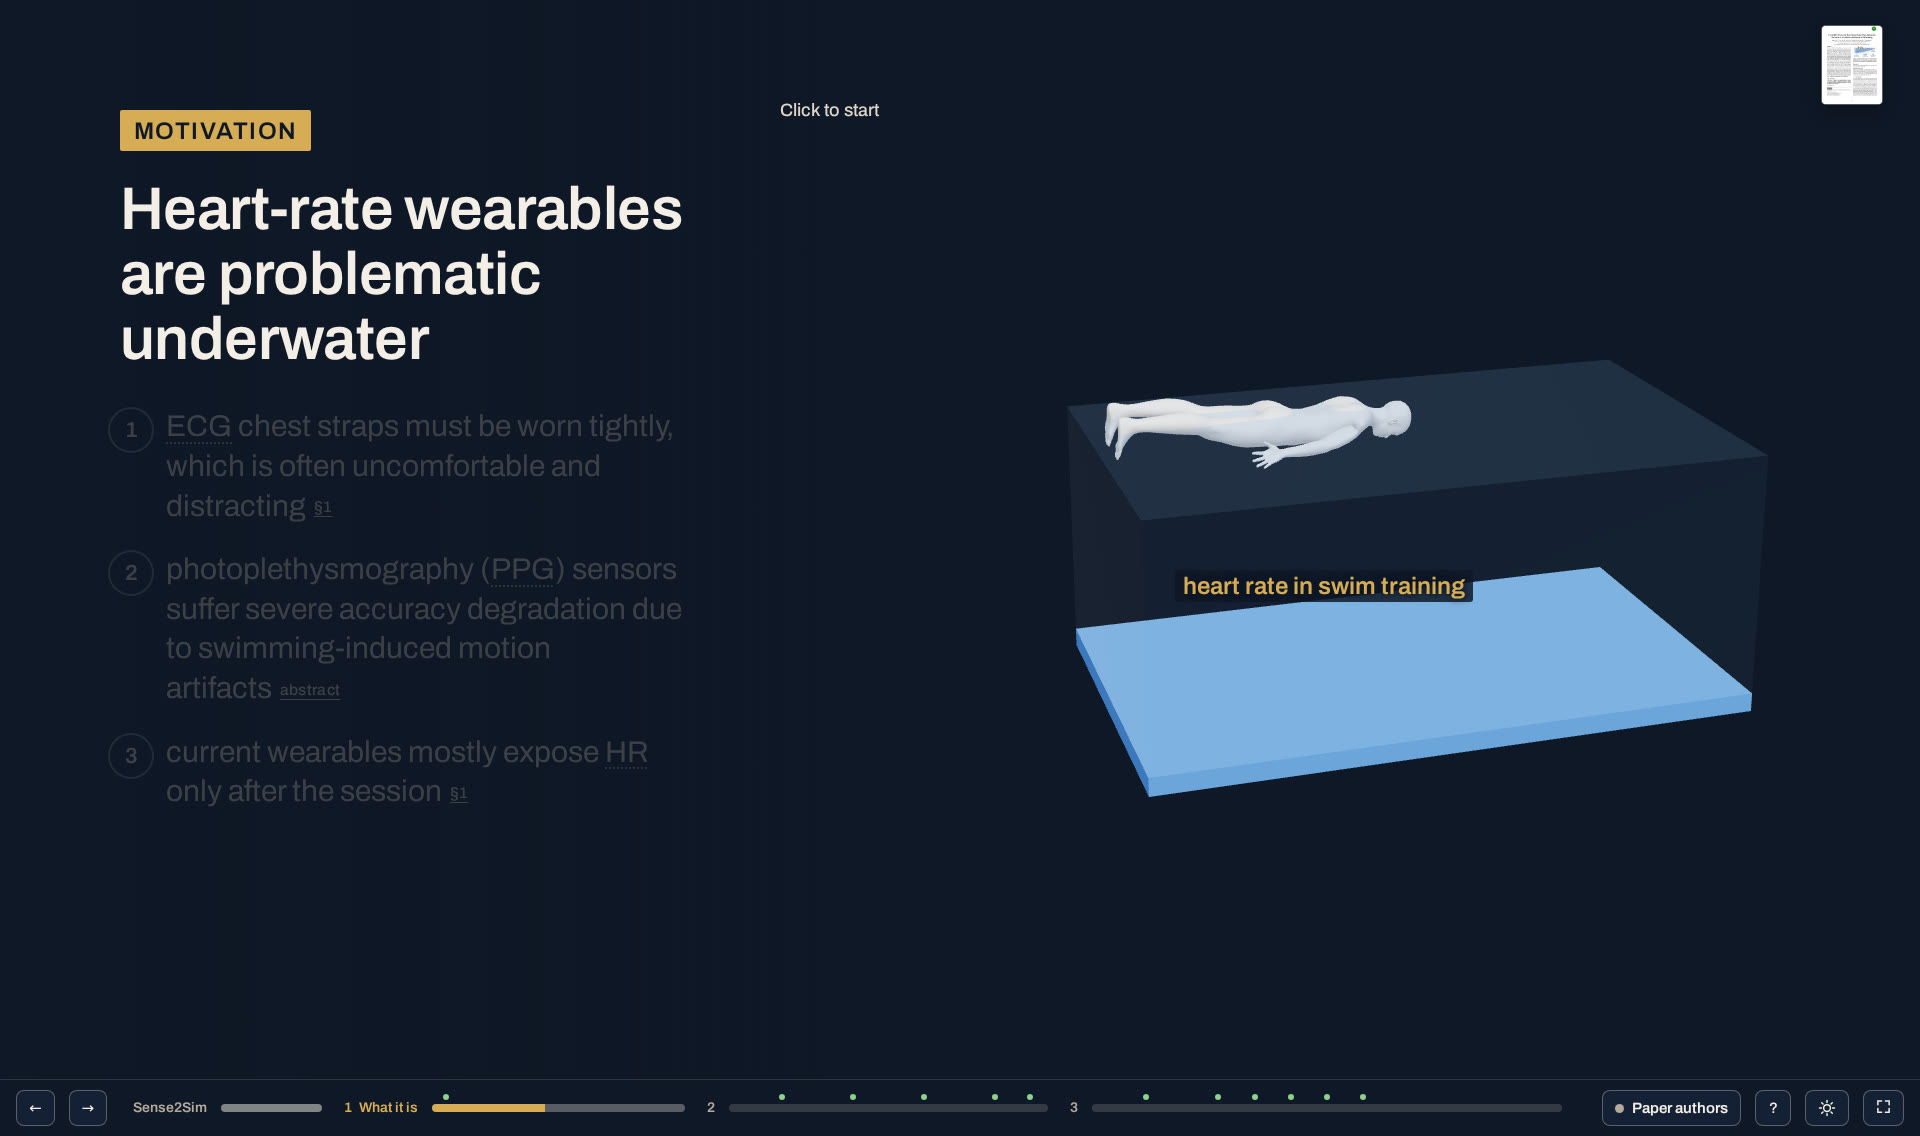 MOTIVATION
Click to start
Heart-rate wearables
are problematic
underwater
1 ECG chest straps must be worn tightly,
which is often uncomfortable and
distracting §1
2 photoplethysmography (PPG) sensors
suffer severe accuracy degradation due
to swimming-induced motion
artifacts abstract
3 current wearables mostly expose HR
only after the session §1
heart rate in swim training
← → Sense2Sim 1 What it is 2 3 Paper authors ?